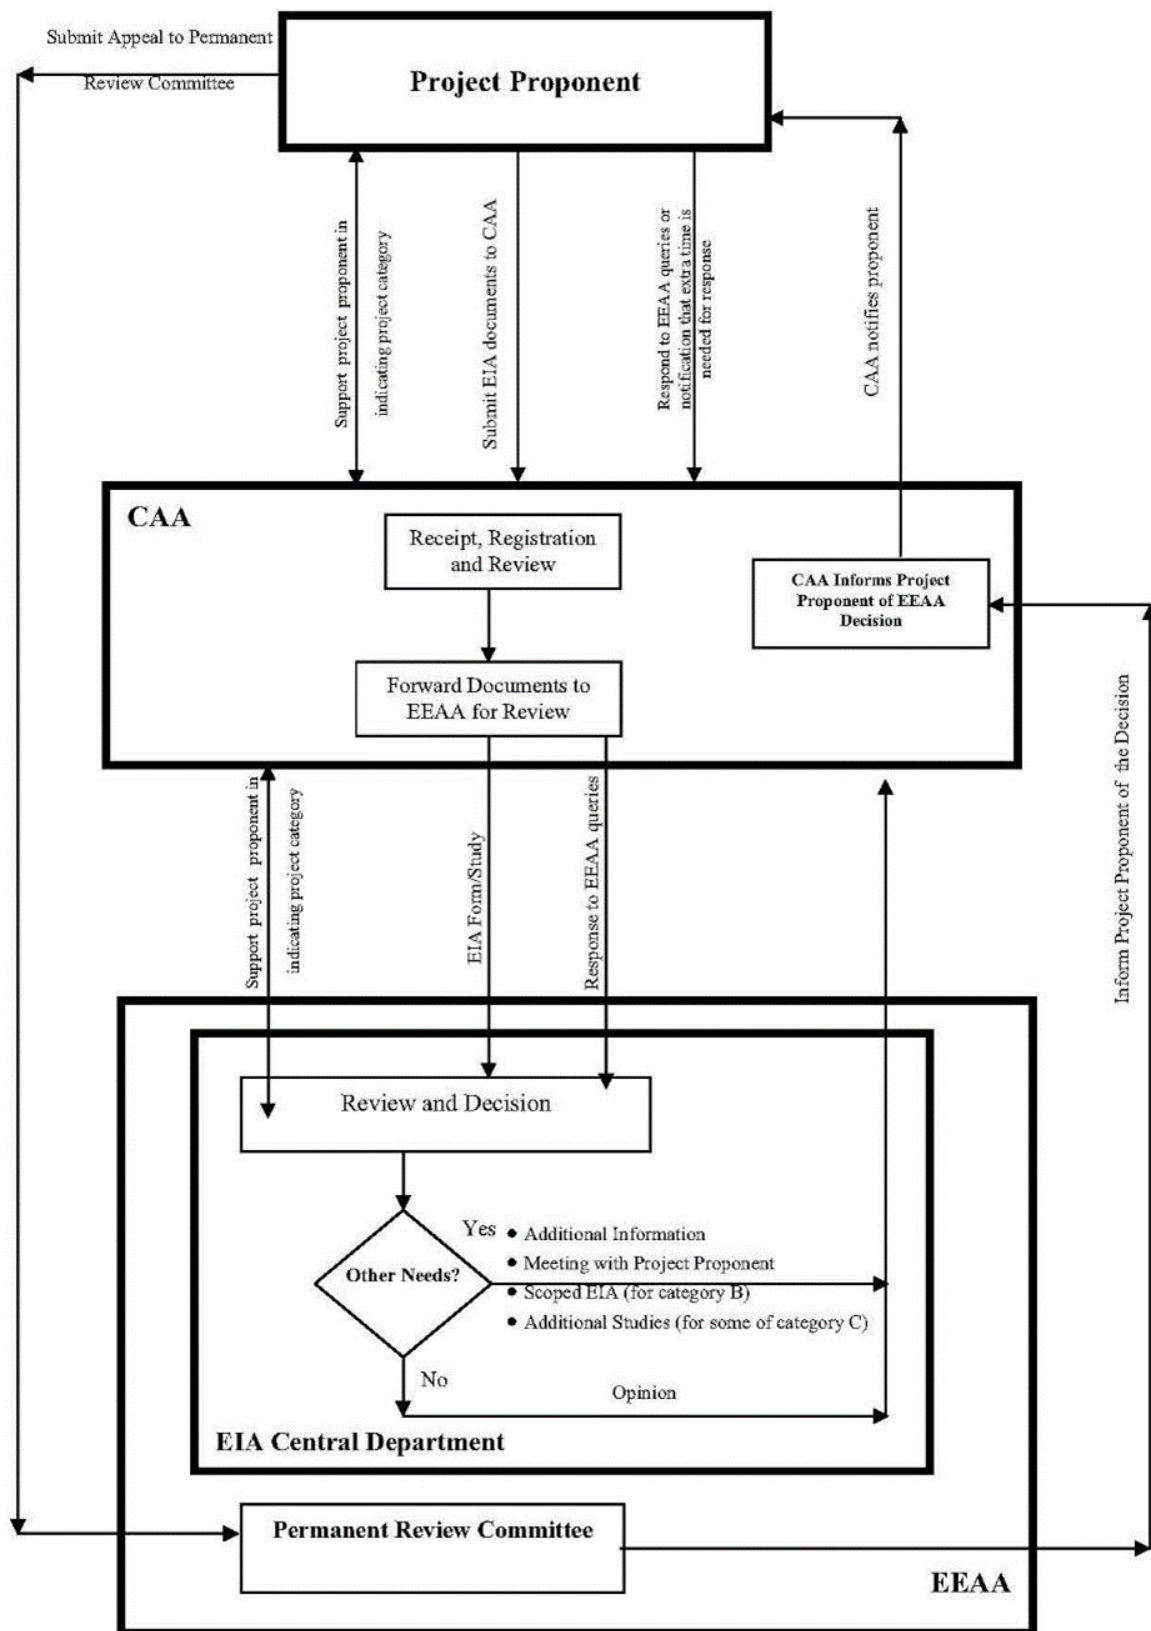 Submit Appeal to Permanent
Review Committee
Project Proponent
Support project proponent in
indicating project category
Submit EIA documents to CAA
Respond to EEAA queries or
notification that extra time is
needed for response
CAA notifies proponent
CAA
Receipt, Registration
and Review
CAA Informs Project
Proponent of EEAA
Decision
Forward Documents to
EEAA for Review
Support project proponent in
indicating project category
EIA Form/Study
Response to EEAA queries
Inform Project Proponent of the Decision
Review and Decision
Other Needs?
Yes
• Additional Information
• Meeting with Project Proponent
• Scoped EIA (for category B)
• Additional Studies (for some of category C)
No
Opinion
EIA Central Department
Permanent Review Committee
EEAA